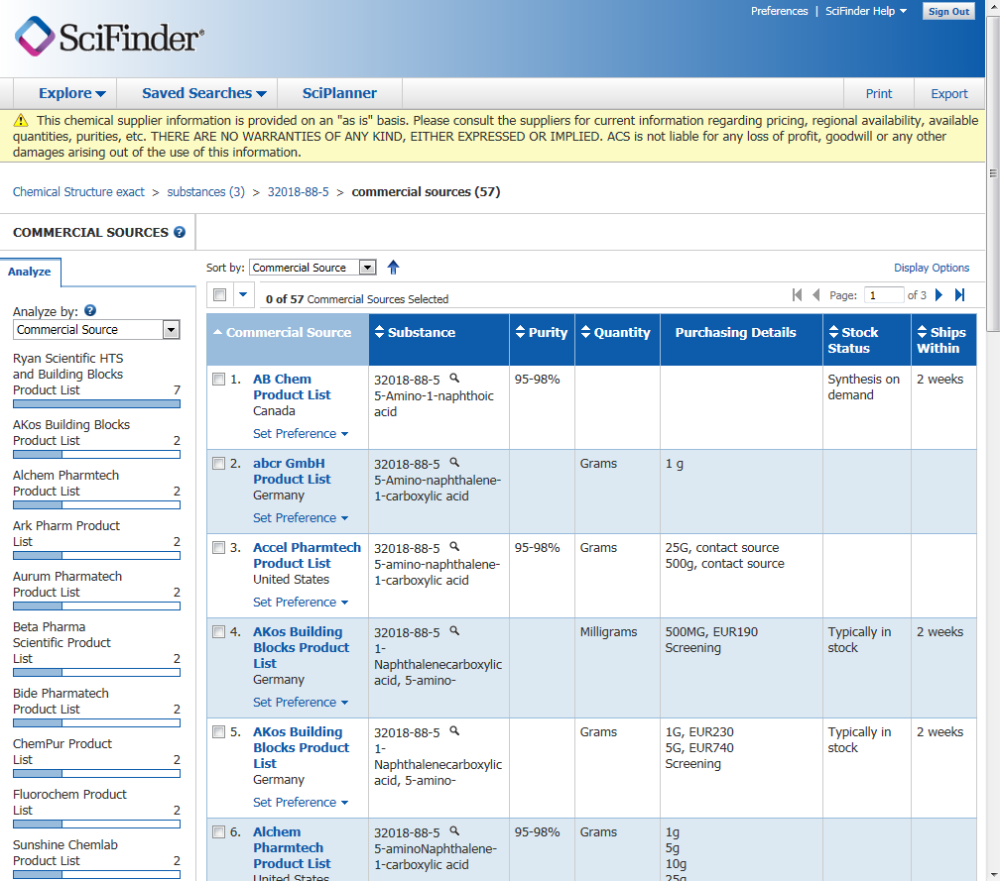 Preferences | SciFinder Help
Sign Out
SciFinder®
Explore
Saved Searches
SciPlanner
Print
Export
This chemical supplier information is provided on an "as is" basis. Please consult the suppliers for current information regarding pricing, regional availability, available
quantities, purities, etc. THERE ARE NO WARRANTIES OF ANY KIND, EITHER EXPRESSED OR IMPLIED. ACS is not liable for any loss of profit, goodwill or any other
damages arising out of the use of this information.
Chemical Structure exact > substances (3) > 32018-88-5 > commercial sources (57)
COMMERCIAL SOURCES ?
Analyze
Analyze by: ?
Commercial Source
Ryan Scientific HTS
and Building Blocks
Product List 7
AKos Building Blocks
Product List 2
Alchem Pharmtech
Product List 2
Ark Pharm Product
List 2
Aurum Pharmatech
Product List 2
Beta Pharma
Scientific Product
List 2
Bide Pharmatech
Product List 2
ChemPur Product
List 2
Fluorochem Product
List 2
Sunshine Chemlab
Product List 2
Sort by: Commercial Source
Display Options
0 of 57 Commercial Sources Selected
Page: 1 of 3
Commercial Source
Substance
Purity
Quantity
Purchasing Details
Stock
Status
Ships
Within
1.
AB Chem
Product List
Canada
Set Preference
32018-88-5
5-Amino-1-naphthoic
acid
95-98%
Synthesis on
demand
2 weeks
2.
abcr GmbH
Product List
Germany
Set Preference
32018-88-5
5-Amino-naphthalene-
1-carboxylic acid
Grams
1 g
3.
Accel Pharmtech
Product List
United States
Set Preference
32018-88-5
5-amino-naphthalene-
1-carboxylic acid
95-98%
Grams
25G, contact source
500g, contact source
4.
AKos Building
Blocks Product
List
Germany
Set Preference
32018-88-5
1-
Naphthalenecarboxylic
acid, 5-amino-
Milligrams
500MG, EUR190
Screening
Typically in
stock
2 weeks
5.
AKos Building
Blocks Product
List
Germany
Set Preference
32018-88-5
1-
Naphthalenecarboxylic
acid, 5-amino-
Grams
1G, EUR230
5G, EUR740
Screening
Typically in
stock
2 weeks
6.
Alchem
Pharmtech
Product List
United States
32018-88-5
5-aminoNaphthalene-
1-carboxylic acid
95-98%
Grams
1g
5g
10g
25g